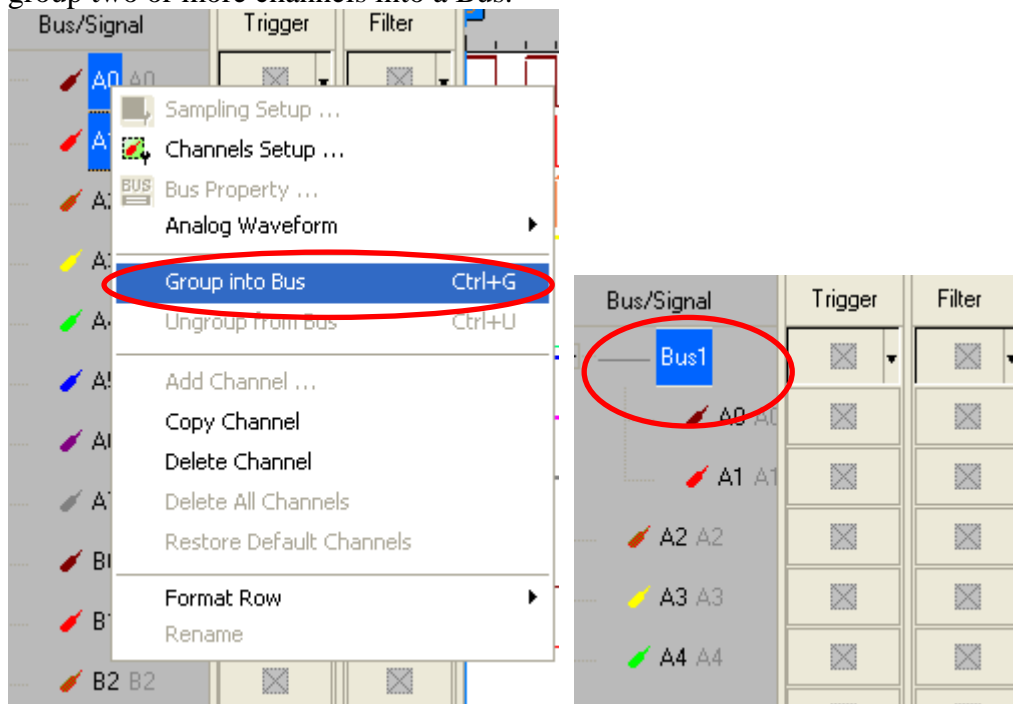 group two or more channels into a Bus.
Bus/Signal Trigger Filter
A0 A0
Sampling Setup ...
Channels Setup ...
BUS Bus Property ...
Analog Waveform
Group into Bus Ctrl+G
Ungroup from Bus Ctrl+U
Add Channel ...
Copy Channel
Delete Channel
Delete All Channels
Restore Default Channels
Format Row
Rename
B2 B2
Bus/Signal Trigger Filter
Bus1
A0 A0
A1 A1
A2 A2
A3 A3
A4 A4